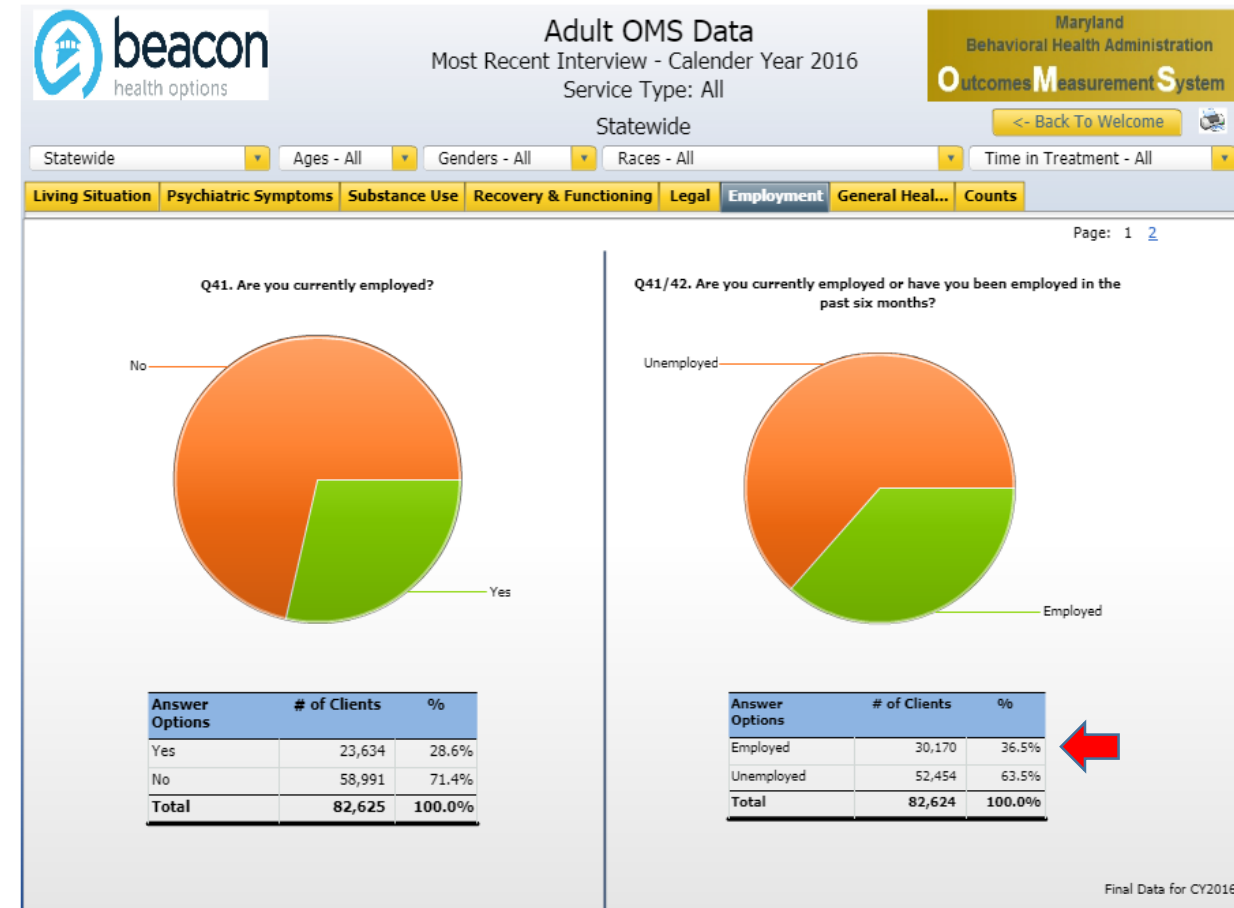 beacon
health options
Adult OMS Data
Most Recent Interview - Calender Year 2016
Service Type: All
Statewide
Maryland
Behavioral Health Administration
Outcomes Measurement System
<- Back To Welcome
Statewide
Ages - All
Genders - All
Races - All
Time in Treatment - All
Living Situation
Psychiatric Symptoms
Substance Use
Recovery & Functioning
Legal
Employment
General Heal...
Counts
Page: 1 2
Q41. Are you currently employed?
No
Yes
Answer Options # of Clients %
Yes 23,634 28.6%
No 58,991 71.4%
Total 82,625 100.0%
Q41/42. Are you currently employed or have you been employed in the
past six months?
Unemployed
Employed
Answer Options # of Clients %
Employed 30,170 36.5%
Unemployed 52,454 63.5%
Total 82,624 100.0%
Final Data for CY2016